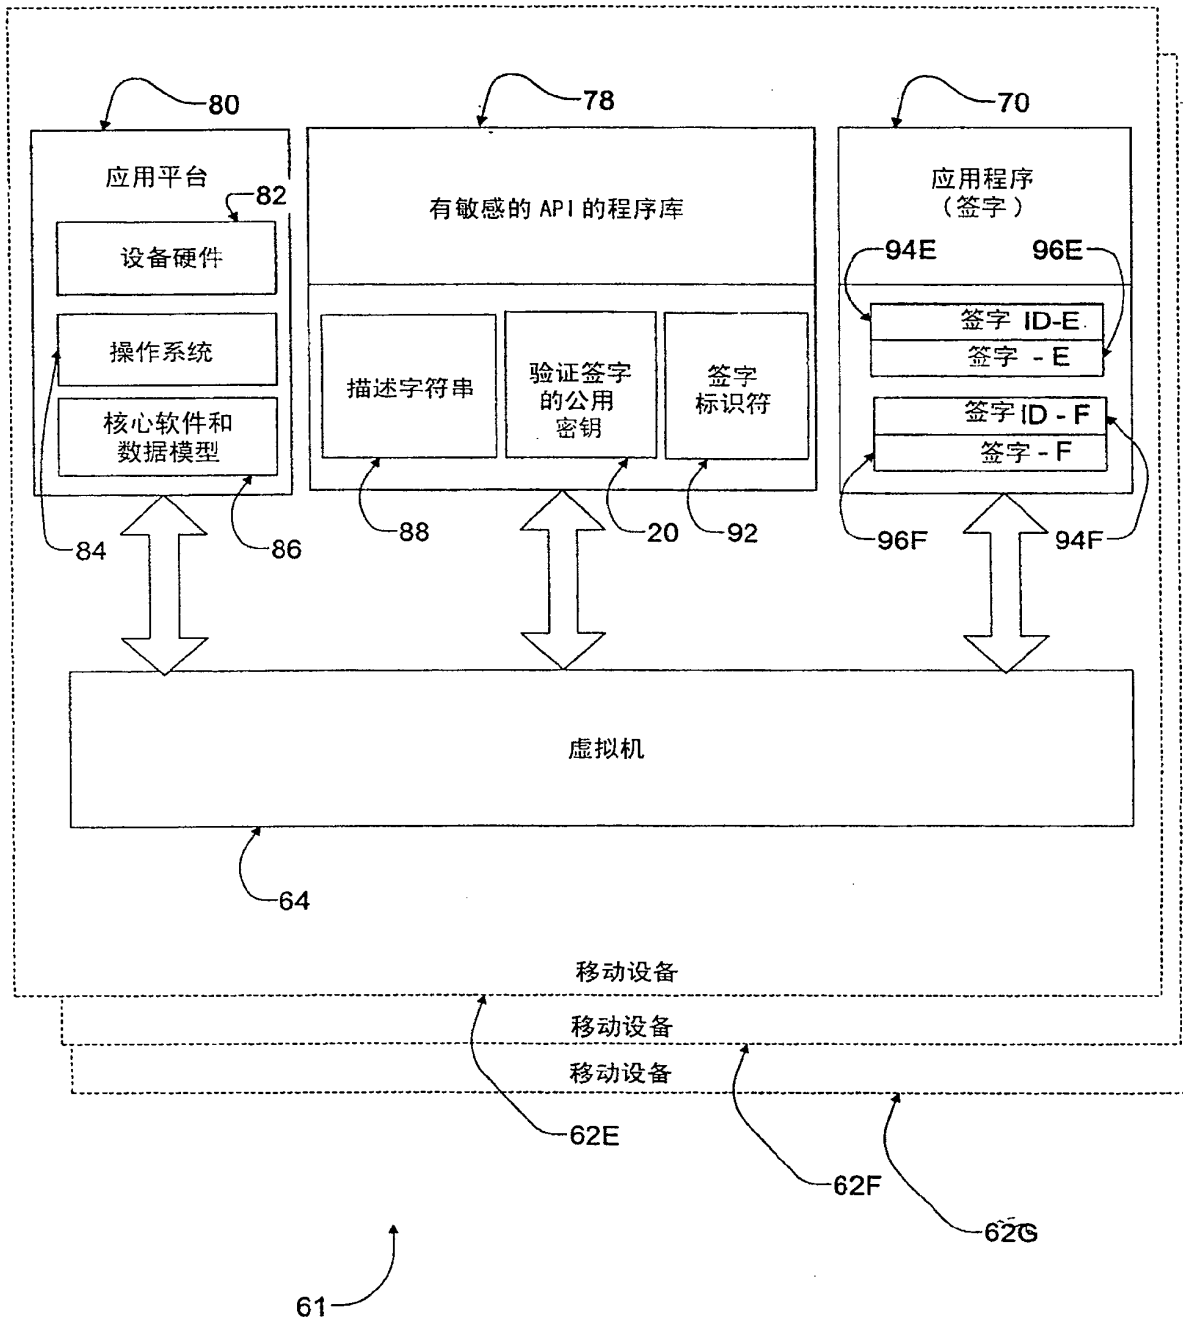 80
78
70
应用平台
82
设备硬件
操作系统
核心软件和
数据模型
84
86
有敏感的 API 的程序库
描述字符串
验证签字
的公用
密钥
签字
标识符
88
20
92
应用程序
(签字)
94E
96E
签字 ID-E
签字 - E
签字 ID - F
签字 - F
96F
94F
虚拟机
64
移动设备
移动设备
移动设备
62E
62F
62G
61